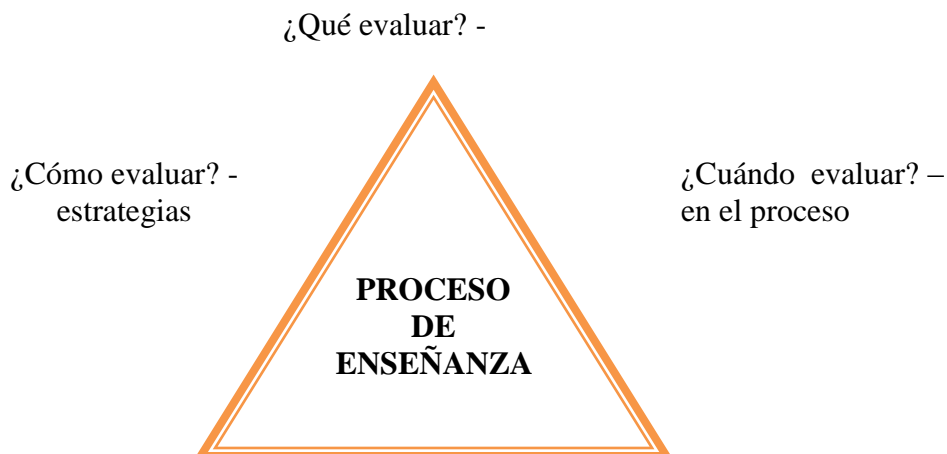 ¿Qué evaluar? -
¿Cómo evaluar? -
estrategias
¿Cuándo evaluar? –
en el proceso
PROCESO
DE
ENSEÑANZA